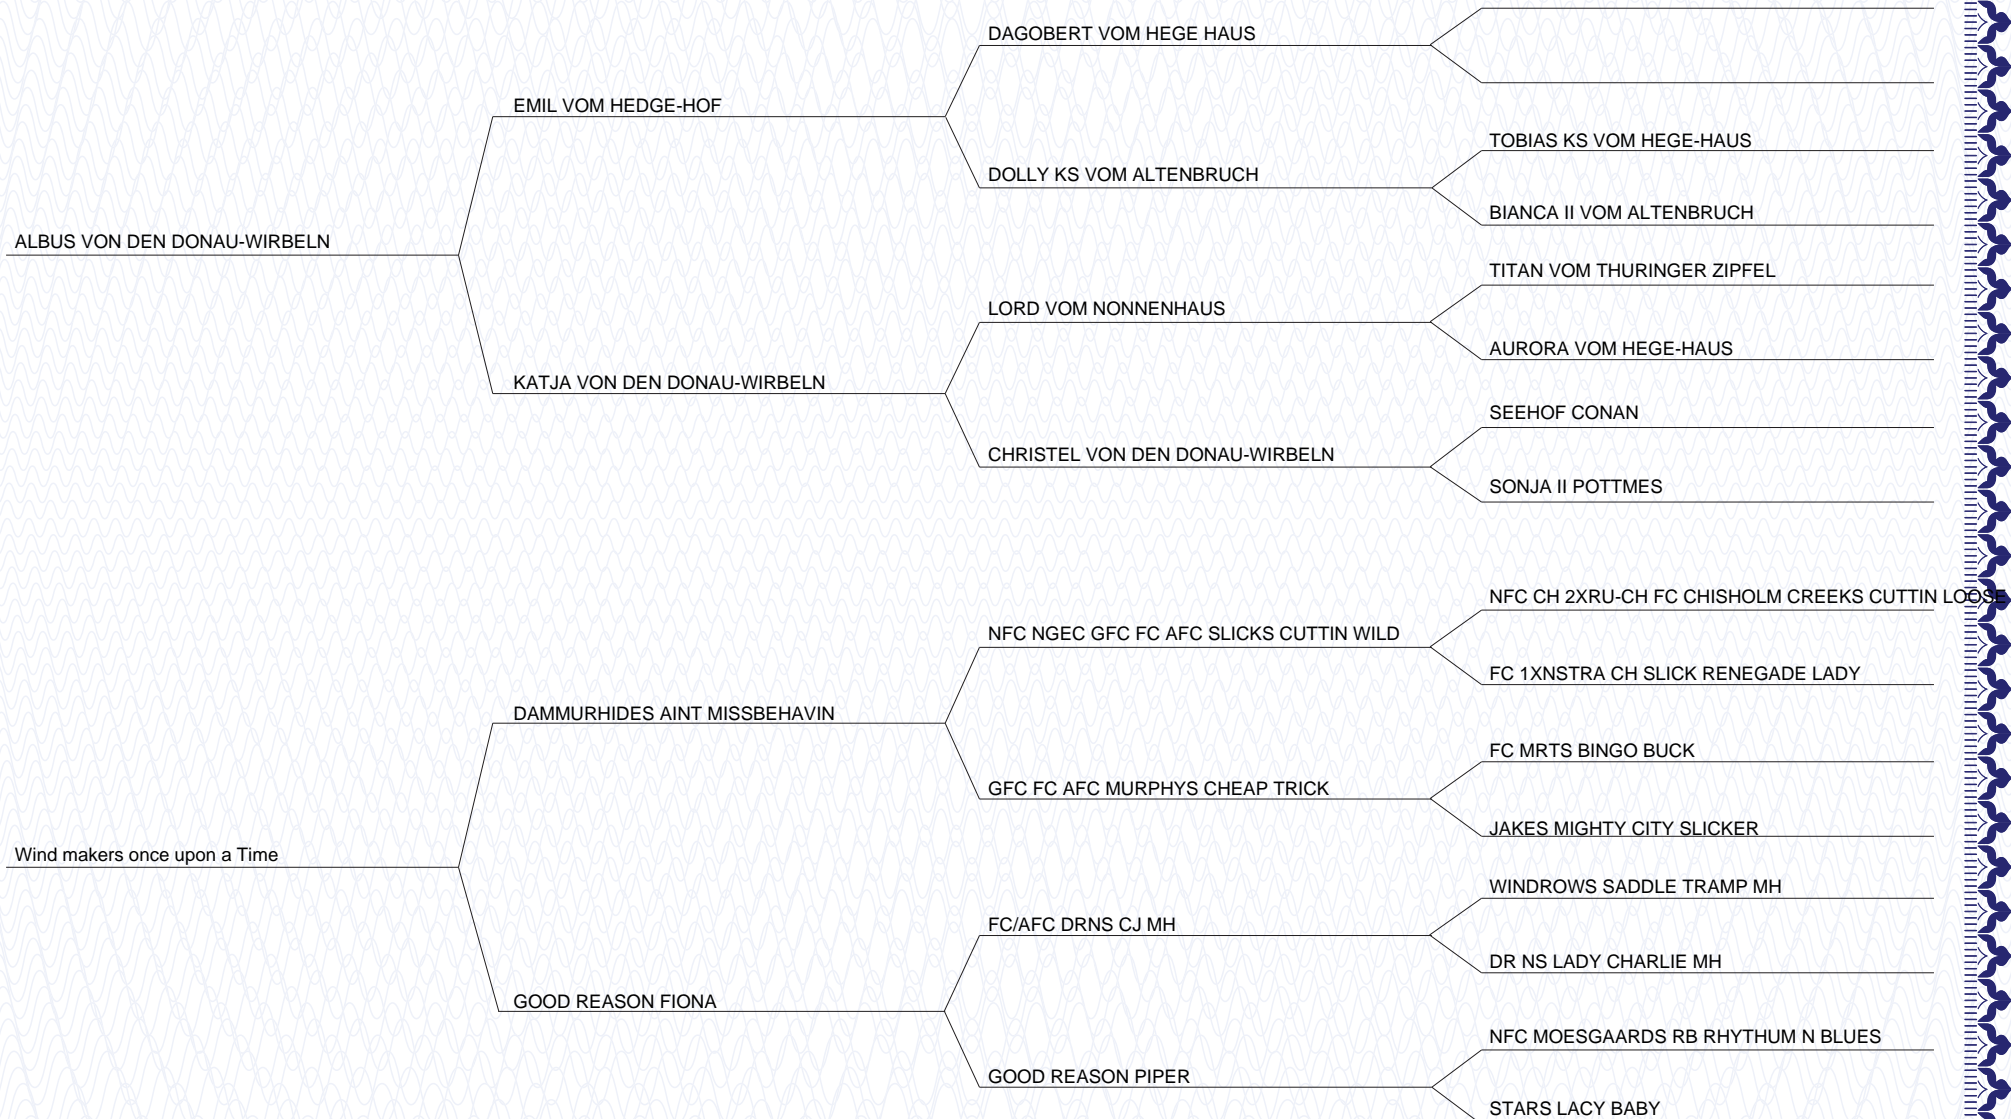 DAGOBERT VOM HEGE HAUS
EMIL VOM HEDGE-HOF
TOBIAS KS VOM HEGE-HAUS
DOLLY KS VOM ALTENBRUCH
BIANCA II VOM ALTENBRUCH
ALBUS VON DEN DONAU-WIRBELN
TITAN VOM THURINGER ZIPFEL
LORD VOM NONNENHAUS
AURORA VOM HEGE-HAUS
KATJA VON DEN DONAU-WIRBELN
SEEHOF CONAN
CHRISTEL VON DEN DONAU-WIRBELN
SONJA II POTTMES
NFC CH 2XRU-CH FC CHISHOLM CREEKS CUTTIN LOOSE
NFC NGEC GFC FC AFC SLICKS CUTTIN WILD
FC 1XNSTRA CH SLICK RENEGADE LADY
DAMMURHIDES AINT MISSBEHAVIN
FC MRTS BINGO BUCK
GFC FC AFC MURPHYS CHEAP TRICK
JAKES MIGHTY CITY SLICKER
Wind makers once upon a Time
WINDROWS SADDLE TRAMP MH
FC/AFC DRNS CJ MH
DR NS LADY CHARLIE MH
GOOD REASON FIONA
NFC MOESGAARDS RB RHYTHUM N BLUES
GOOD REASON PIPER
STARS LACY BABY